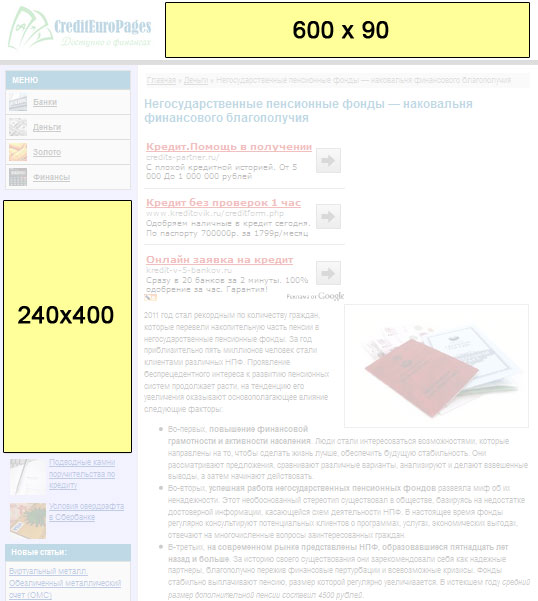 CreditEuroPages
Доступно о финансах
600 x 90
МЕНЮ
Банки
Деньги
Золото
Финансы
240x400
Подводные камни
поручительства по
кредиту
Условия овердрафта
в Сбербанке
Новые статьи:
Виртуальный металл.
Обезличенный металлический
счет (ОМС)
Главная » Деньги » Негосударственные пенсионные фонды — наковальня финансового благополучия
Негосударственные пенсионные фонды — наковальня
финансового благополучия
Кредит.Помощь в получении
credits-partner.ru/
С плохой кредитной историей. От 5
000 До 1 000 000 рублей
Кредит без проверок 1 час
www.kreditovik.ru/creditform.php
Одобряем наличные в кредит сегодня.
По паспорту 700000р. за 1799р/месяц
Онлайн заявка на кредит
kredit-v-5-bankov.ru
Сразу в 20 банков за 2 минуты. 100%
одобрение за час. Гарантия!
Реклама от Google
2011 год стал рекордным по количеству граждан,
которые перевели накопительную часть пенсии в
негосударственные пенсионные фонды. За год
приблизительно пять миллионов человек стали
клиентами различных НПФ. Проявление
беспрецедентного интереса к развитию пенсионных
систем продолжает расти, на тенденцию его
увеличения оказывают основополагающее влияние
следующие факторы:
Во-первых, повышение финансовой
грамотности и активности населения. Люди стали интересоваться возможностями, которые
направлены на то, чтобы сделать жизнь лучше, обеспечить будущую стабильность. Они
рассматривают предложения, сравнивают различные варианты, анализируют и делают взвешенные
выводы, а затем начинают действовать.
Во-вторых, успешная работа негосударственных пенсионных фондов развеяла миф об их
ненадежности. Этот необоснованный стереотип существовал в обществе, базируясь на недостатке
достоверной информации, касающейся схем деятельности НПФ. В настоящее время фонды
регулярно консультируют потенциальных клиентов о программах, услугах, экономических выгодах,
отвечают на многочисленные вопросы заинтересованных граждан.
В-третьих, на современном рынке представлены НПФ, образовавшиеся пятнадцать лет
назад и больше. За историю своего существования они зарекомендовали себя как надежные
партнеры, благополучно пережив финансовые пертурбации и всевозможные кризисы. Фонды
стабильно выплачивают пенсию, размер которой регулярно увеличивается. В истекшем году средний
размер дополнительной пенсии составил 4300 рублей.